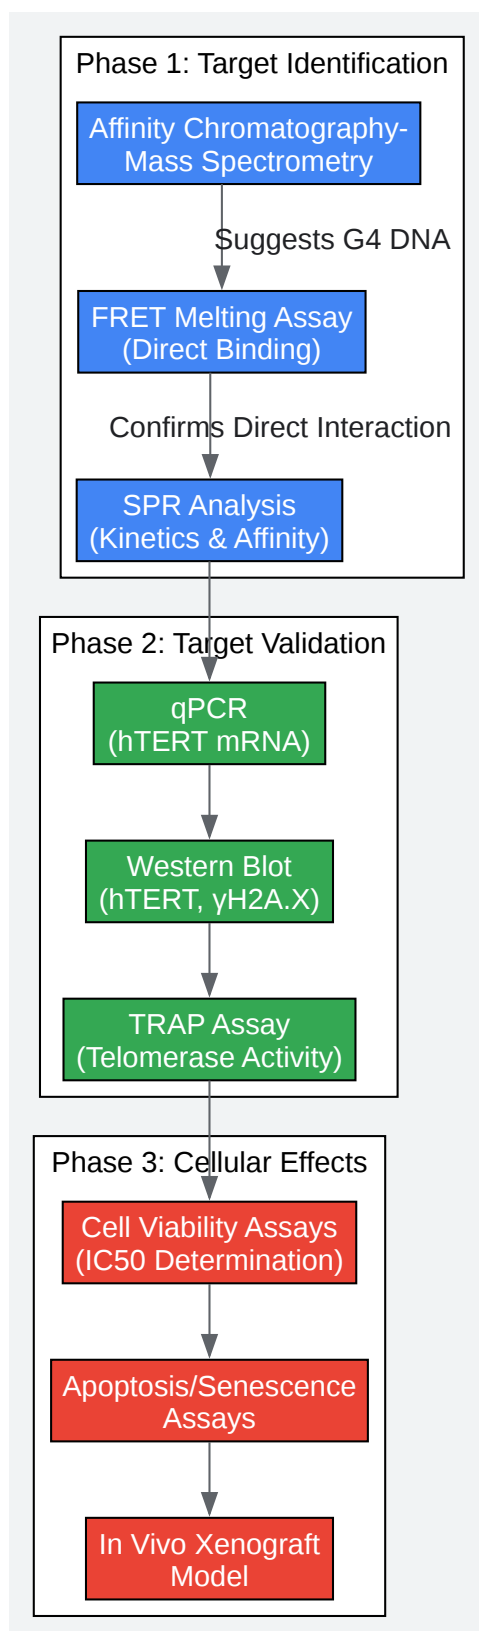 Phase 1: Target Identification
Affinity Chromatography-
Mass Spectrometry
Suggests G4 DNA
FRET Melting Assay
(Direct Binding)
Confirms Direct Interaction
SPR Analysis
(Kinetics & Affinity)
Phase 2: Target Validation
qPCR
(hTERT mRNA)
Western Blot
(hTERT, γH2A.X)
TRAP Assay
(Telomerase Activity)
Phase 3: Cellular Effects
Cell Viability Assays
(IC50 Determination)
Apoptosis/Senescence
Assays
In Vivo Xenograft
Model